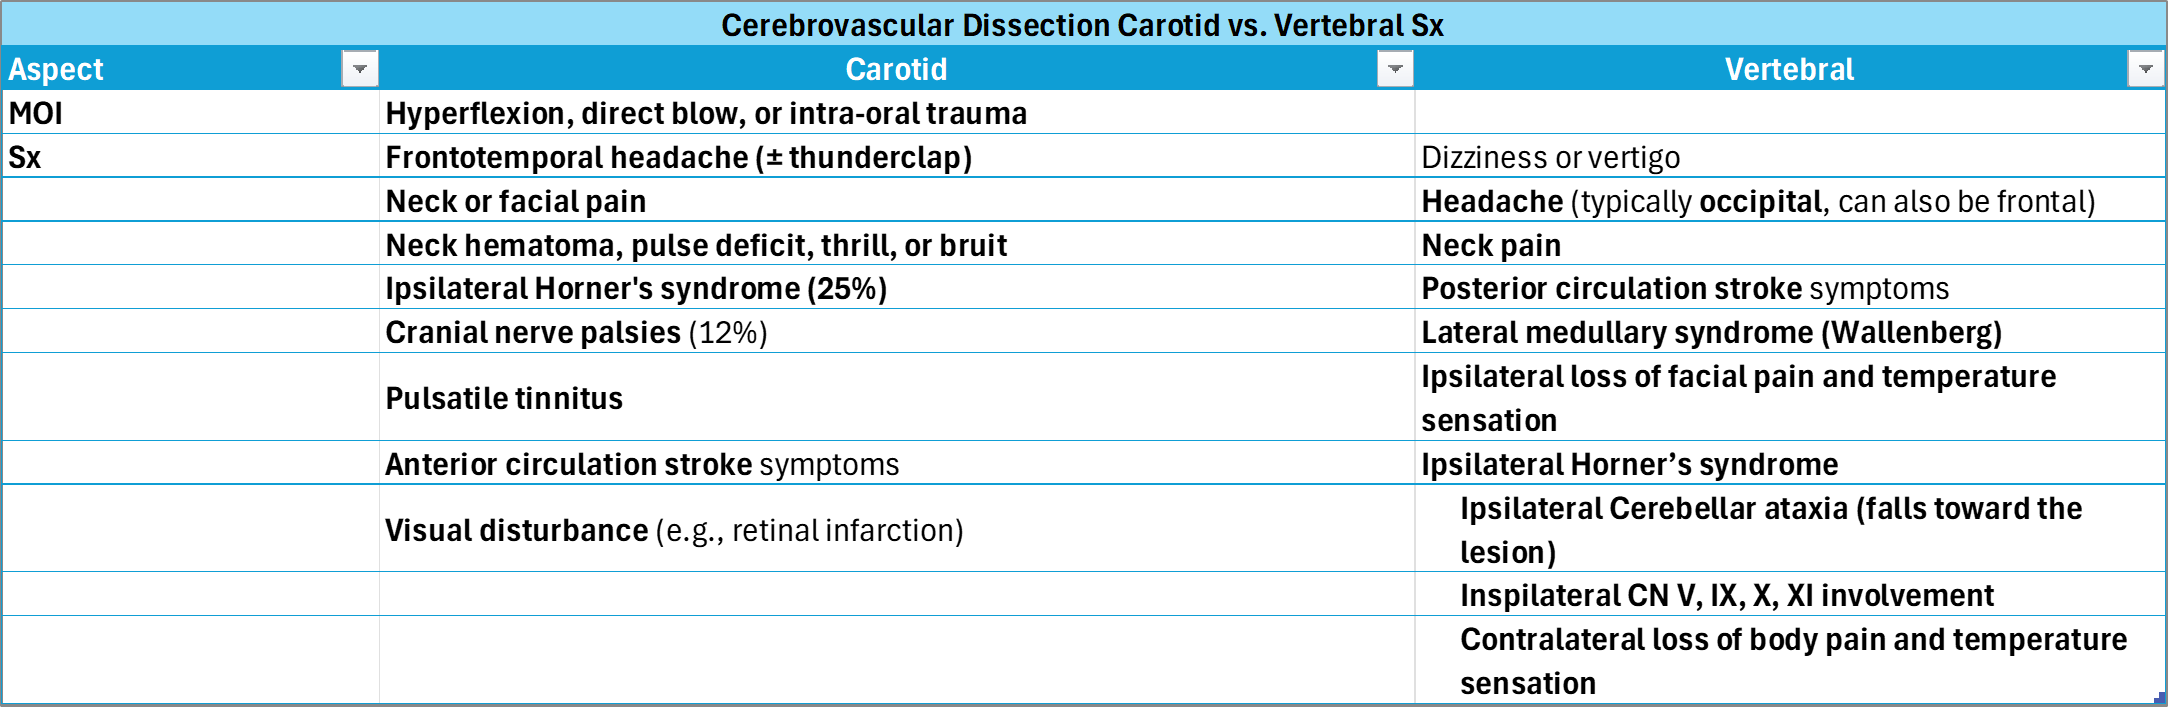 Cerebrovascular Dissection Carotid vs. Vertebral Sx
Aspect Carotid Vertebral
MOI Hyperflexion, direct blow, or intra-oral trauma
Sx Frontotemporal headache (± thunderclap) Dizziness or vertigo
Neck or facial pain Headache (typically occipital, can also be frontal)
Neck hematoma, pulse deficit, thrill, or bruit Neck pain
Ipsilateral Horner's syndrome (25%) Posterior circulation stroke symptoms
Cranial nerve palsies (12%) Lateral medullary syndrome (Wallenberg)
Pulsatile tinnitus Ipsilateral loss of facial pain and temperature
sensation
Anterior circulation stroke symptoms Ipsilateral Horner’s syndrome
Visual disturbance (e.g., retinal infarction) Ipsilateral Cerebellar ataxia (falls toward the
lesion)
Inspilateral CN V, IX, X, XI involvement
Contralateral loss of body pain and temperature
sensation